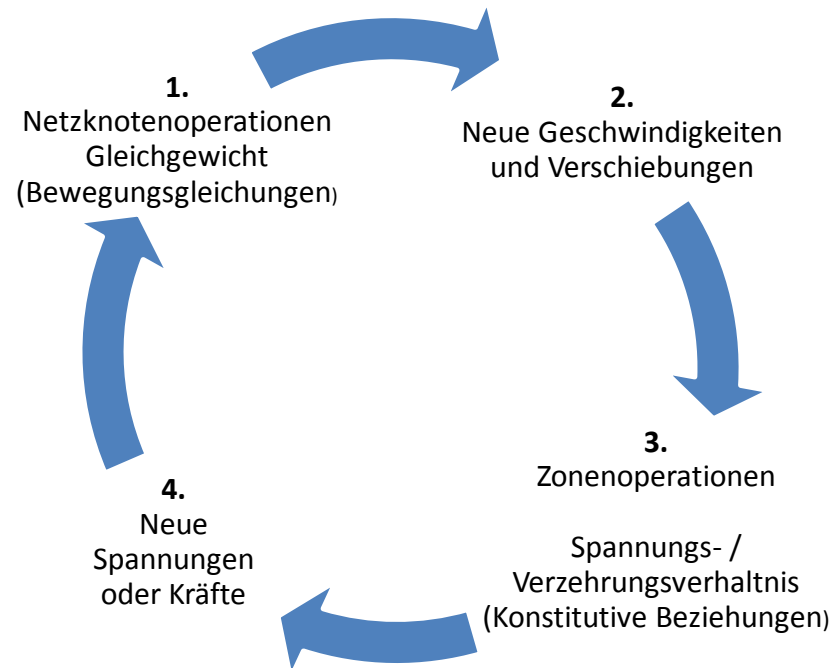 1.
Netzknotenoperationen
Gleichgewicht
(Bewegungsgleichungen)
2.
Neue Geschwindigkeiten
und Verschiebungen
3.
Zonenoperationen
Spannungs- /
Verzehrungsverhaltnis
(Konstitutive Beziehungen)
4.
Neue
Spannungen
oder Kräfte